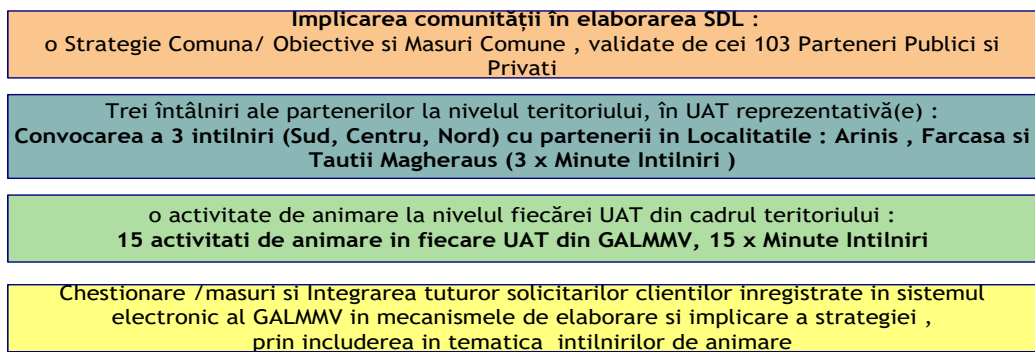 Implicarea comunității în elaborarea SDL :
o Strategie Comuna/ Obiective si Masuri Comune , validate de cei 103 Parteneri Publici si
Privati
Trei întâlniri ale partenerilor la nivelul teritoriului, în UAT reprezentativă(e) :
Convocarea a 3 intilniri (Sud, Centru, Nord) cu partenerii in Localitatile : Arinis , Farcasa si
Tautii Magheraus (3 x Minute Intilniri )
o activitate de animare la nivelul fiecărei UAT din cadrul teritoriului :
15 activitati de animare in fiecare UAT din GALMMV, 15 x Minute Intilniri
Chestionare /masuri si Integrarea tuturor solicitarilor clientilor inregistrate in sistemul
electronic al GALMMV in mecanismele de elaborare si implicare a strategiei ,
prin includerea in tematica intilnirilor de animare